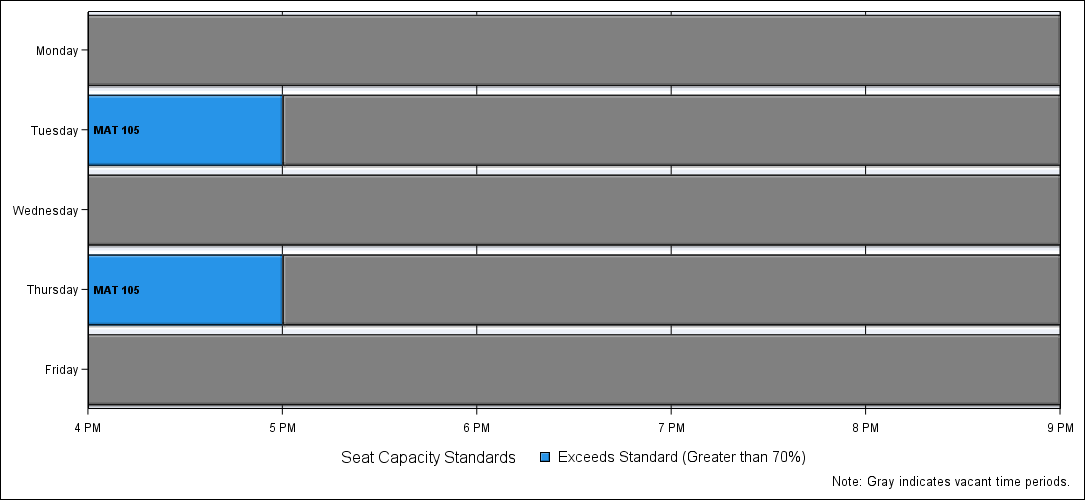 Monday
Tuesday
MAT 105
Wednesday
Thursday
MAT 105
Friday
4 PM 5 PM 6 PM 7 PM 8 PM 9 PM
Seat Capacity Standards Exceeds Standard (Greater than 70%)
Note: Gray indicates vacant time periods.